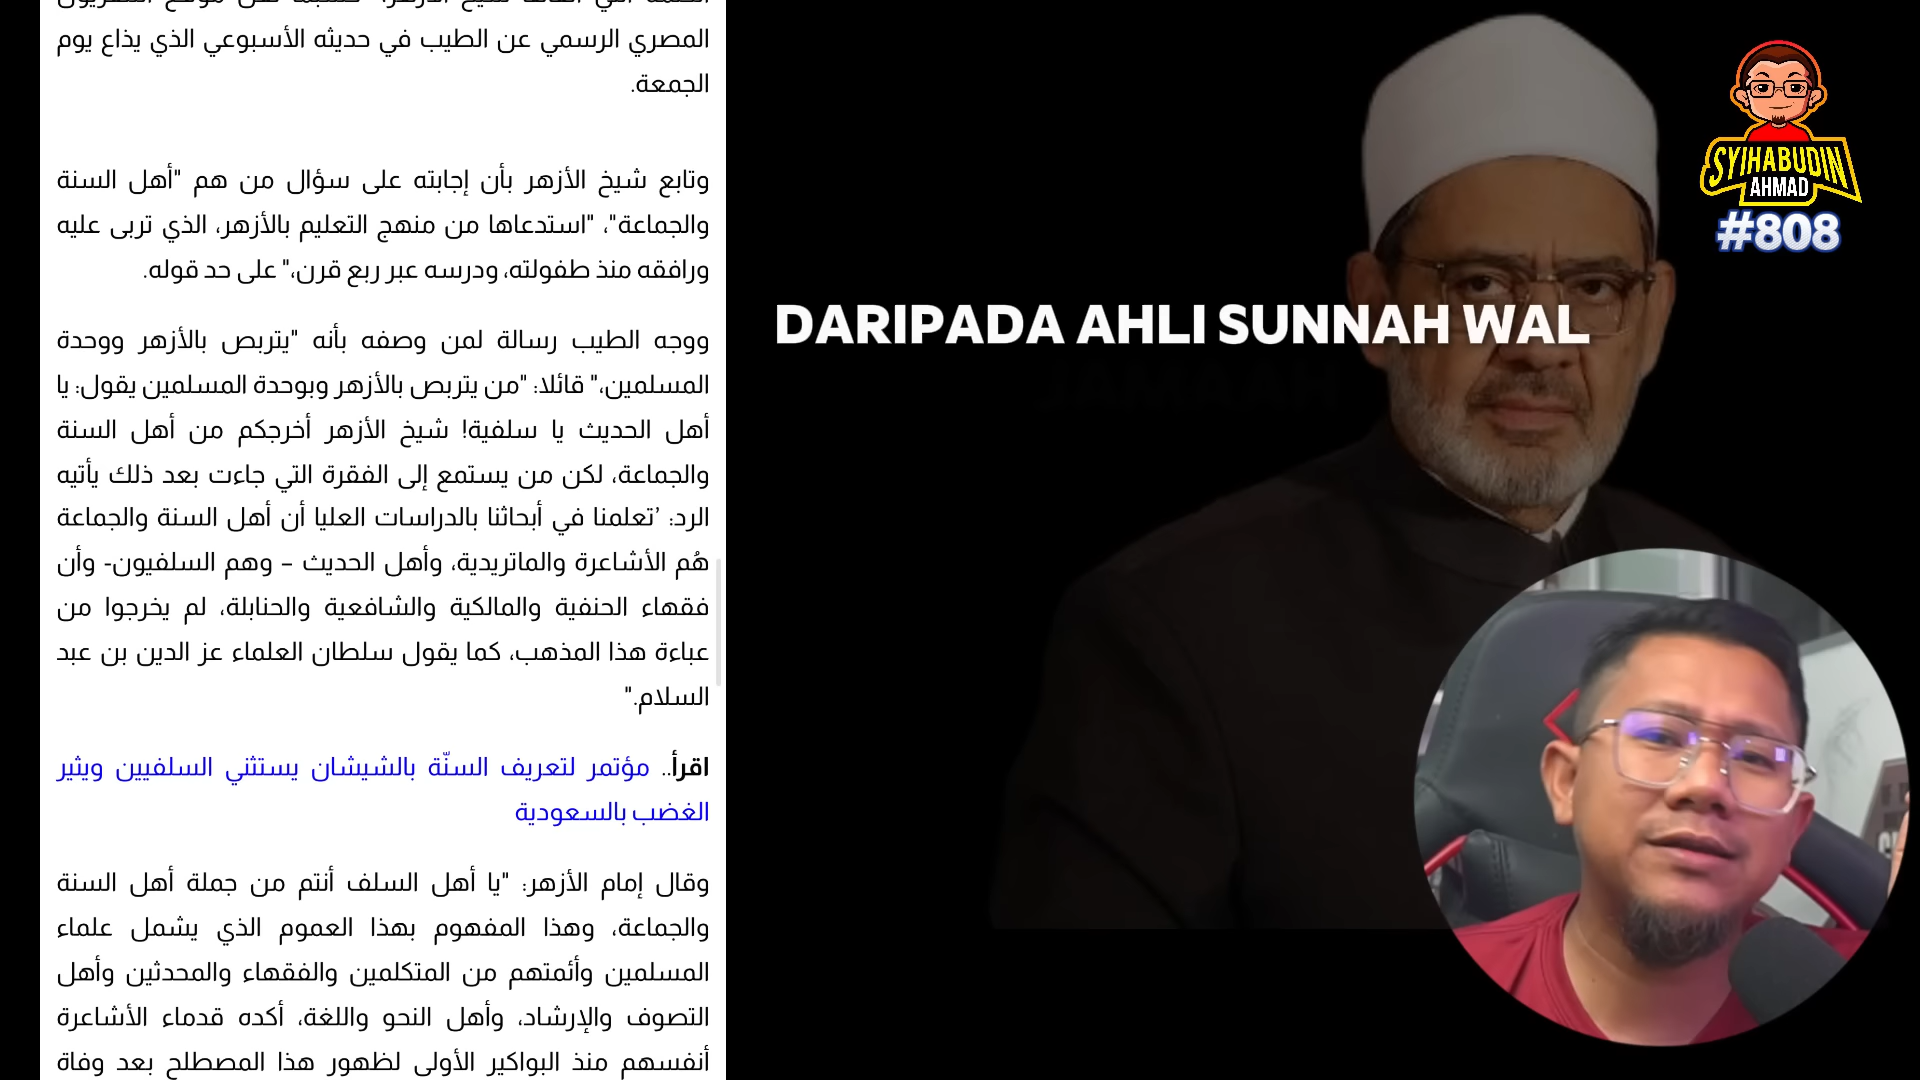 المصري الرسمي عن الطيب في حديثه الأسبوعي الذي يذاع يوم
الجمعة.
وتابع شيخ الأزهر بأن إجابته على سؤال من هم "أهل السنة
والجماعة"، "استدعاها من منهج التعليم بالأزهر، الذي تربى عليه
ورافقه منذ طفولته، ودرسه عبر ربع قرن،" على حد قوله.
ووجه الطيب رسالة لمن وصفه بأنه "يتربص بالأزهر ووحدة
المسلمين،" قائلا: "من يتربص بالأزهر وبوحدة المسلمين يقول: يا
أهل الحديث يا سلفية! شيخ الأزهر أخرجكم من أهل السنة
والجماعة، لكن من يستمع إلى الفقرة التي جاءت بعد ذلك يأتيه
الرد: ’تعلمنا في أبحاثنا بالدراسات العليا أن أهل السنة والجماعة
هُم الأشاعرة والماتريدية، وأهل الحديث – وهم السلفيون- وأن
فقهاء الحنفية والمالكية والشافعية والحنابلة، لم يخرجوا من
عباءة هذا المذهب، كما يقول سلطان العلماء عز الدين بن عبد
السلام."
اقرأ.. مؤتمر لتعريف السنّة بالشيشان يستثني السلفيين ويثير
الغضب بالسعودية
وقال إمام الأزهر: "يا أهل السلف أنتم من جملة أهل السنة
والجماعة، وهذا المفهوم بهذا العموم الذي يشمل علماء
المسلمين وأئمتهم من المتكلمين والفقهاء والمحدثين وأهل
التصوف والإرشاد، وأهل النحو واللغة، أكده قدماء الأشاعرة
أنفسهم منذ البواكير الأولى لظهور هذا المصطلح بعد وفاة
DARIPADA AHLI SUNNAH WAL
SYIHABUDIN
AHMAD
#808